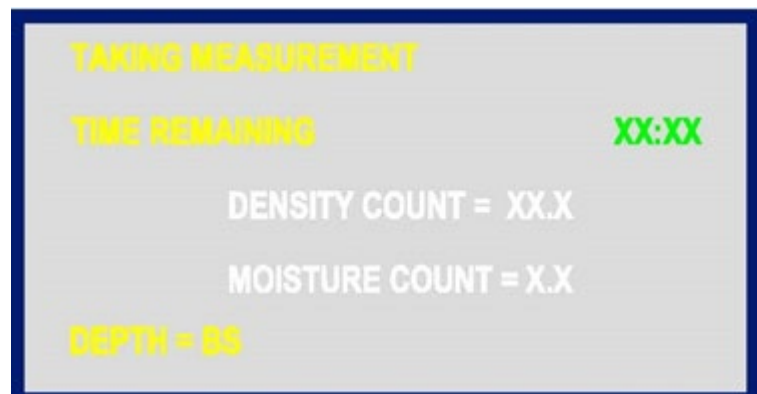 TAKING MEASUREMENT
TIME REMAINING XX:XX
DENSITY COUNT = XX.X
MOISTURE COUNT = X.X
DEPTH = BS